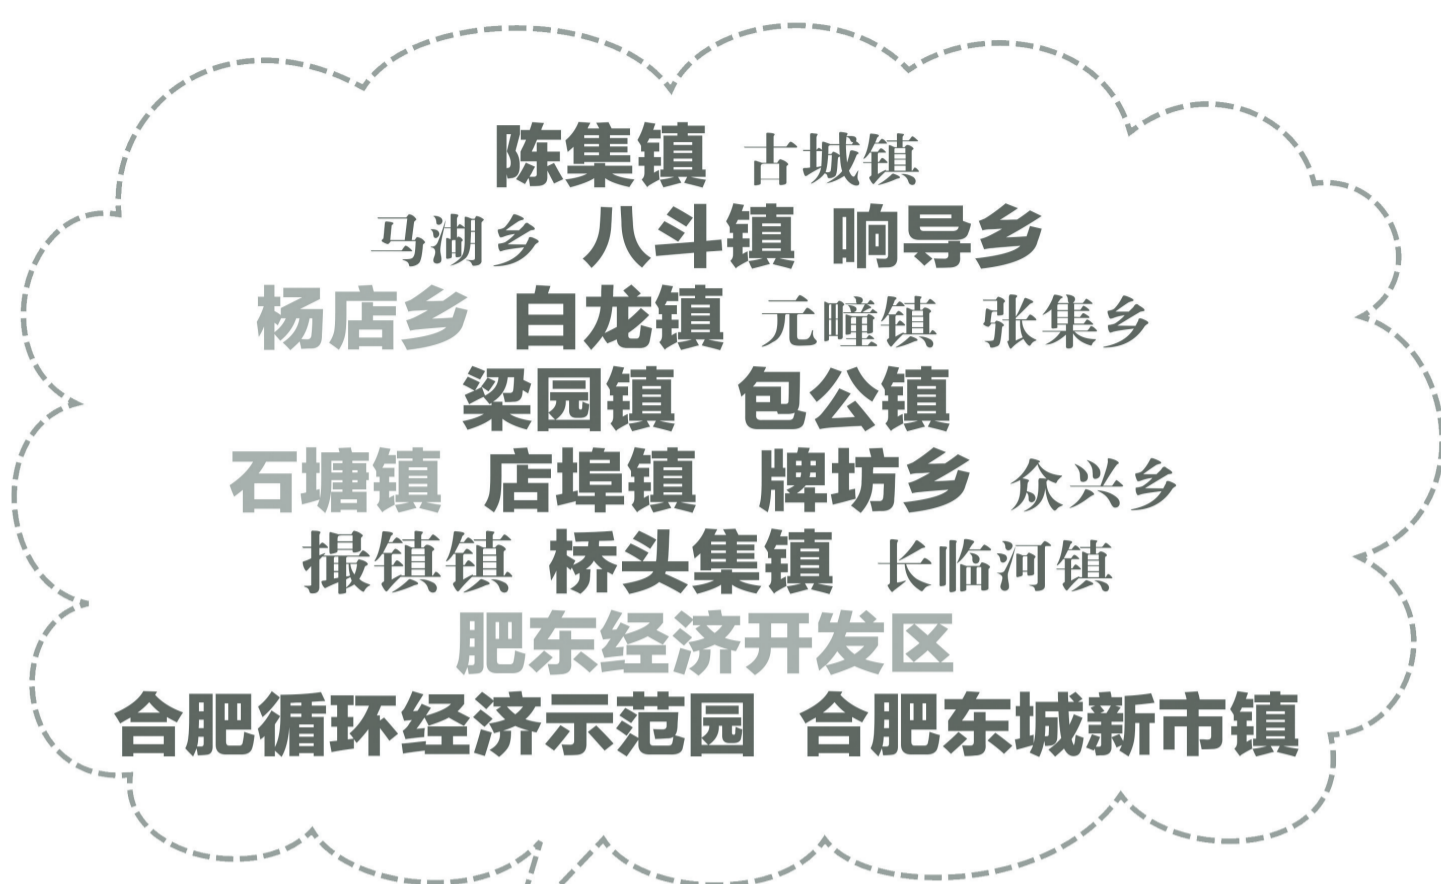 陈集镇 古城镇
马湖乡 八斗镇 响导乡
杨店乡 白龙镇 元疃镇 张集乡
梁园镇 包公镇
石塘镇 店埠镇 牌坊乡 众兴乡
撮镇镇 桥头集镇 长临河镇
肥东经济开发区
合肥循环经济示范园 合肥东城新市镇